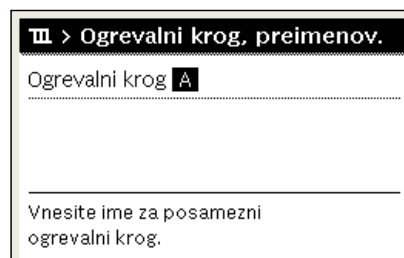 > Ogrevalni krog, preimenov.
Ogrevalni krog A
Vnesite ime za posamezni
ogrevalni krog.